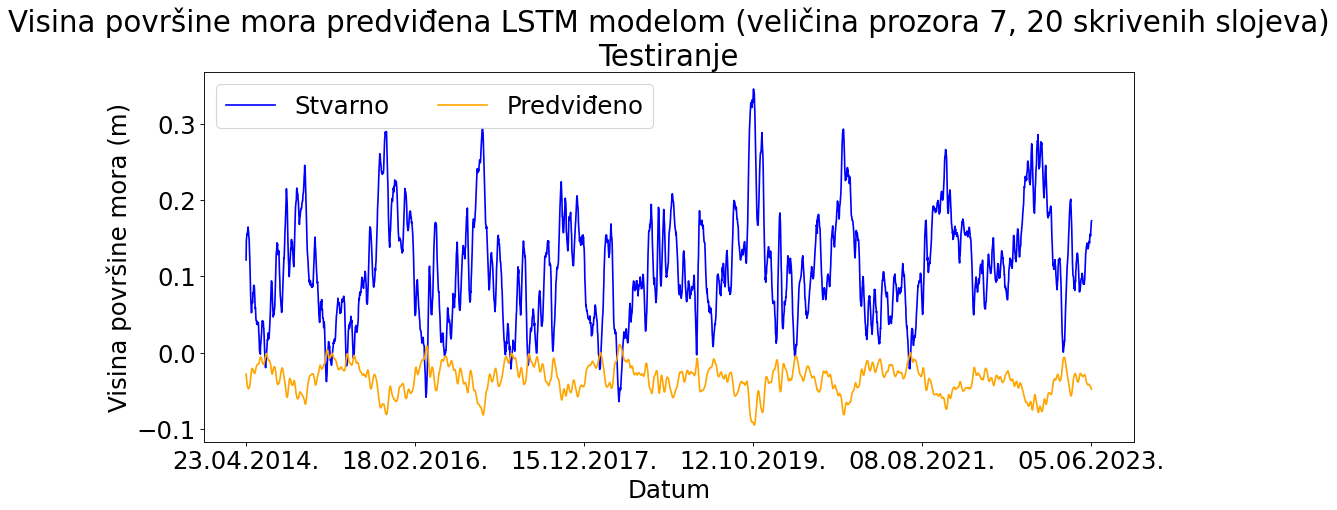 Visina površine mora predviđena LSTM modelom (veličina prozora 7, 20 skrivenih slojeva)
Testiranje
Stvarno Predviđeno
Visina površine mora (m)
0.3
0.2
0.1
0.0
−0.1
23.04.2014. 18.02.2016. 15.12.2017. 12.10.2019. 08.08.2021. 05.06.2023.
Datum